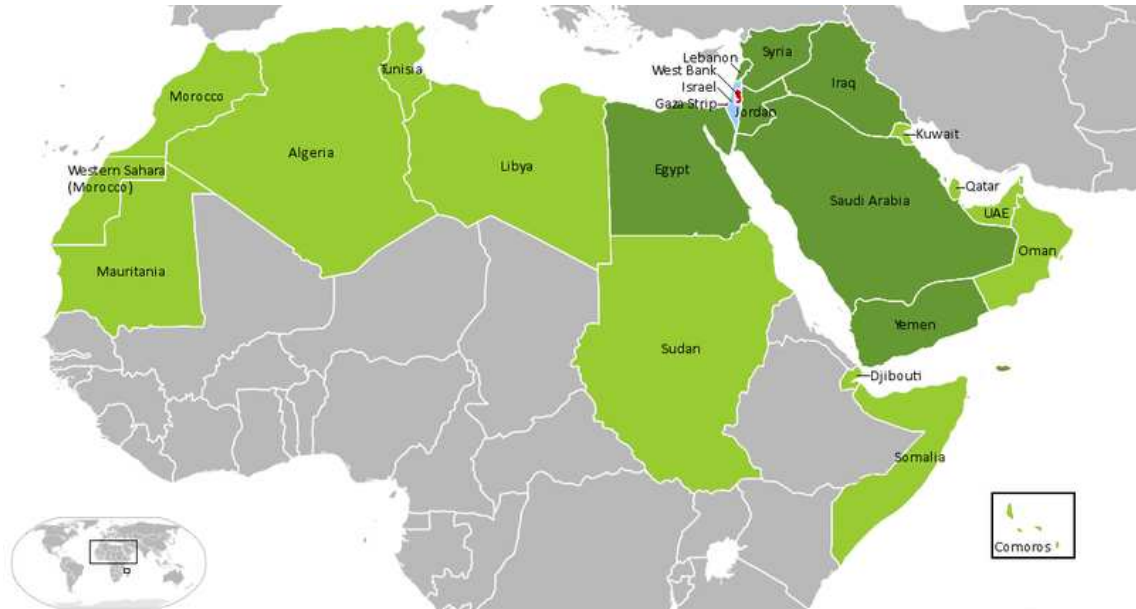 Tunisia
Morocco
Algeria
Libya
Egypt
Western Sahara
(Morocco)
Mauritania
Sudan
Lebanon
West Bank
Israel
Gaza Strip
Syria
Iraq
Jordan
Kuwait
Saudi Arabia
Qatar
UAE
Oman
Yemen
Djibouti
Somalia
Comoros